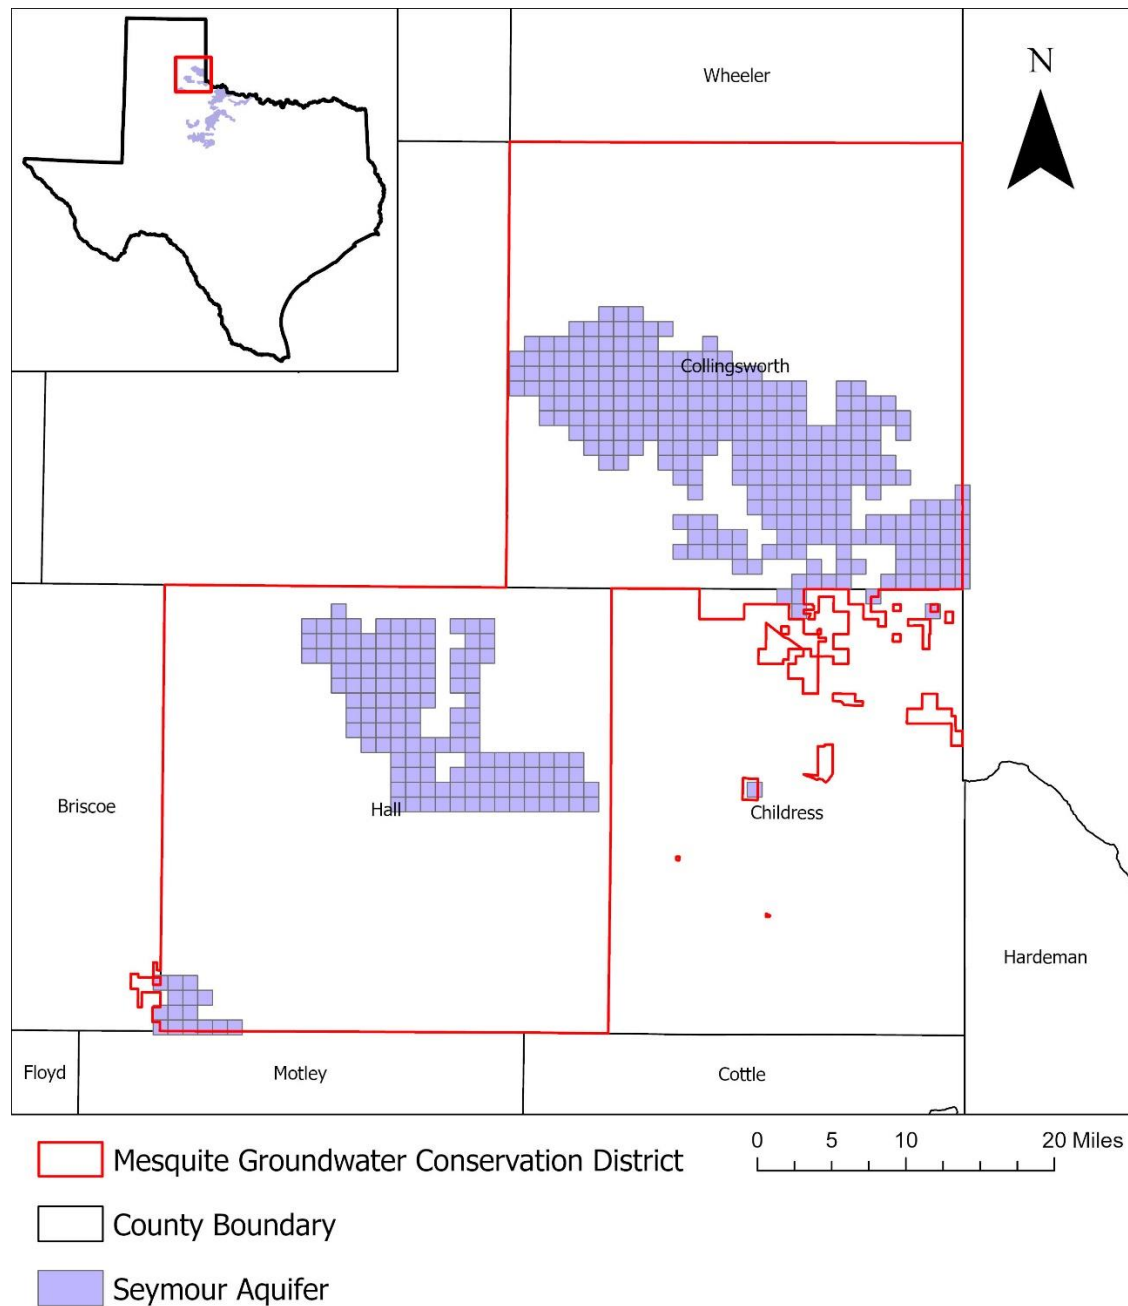 Wheeler
N
Collingsworth
Briscoe
Hall
Childress
Hardeman
Floyd
Motley
Cottle
Mesquite Groundwater Conservation District
0 5 10 20 Miles
County Boundary
Seymour Aquifer